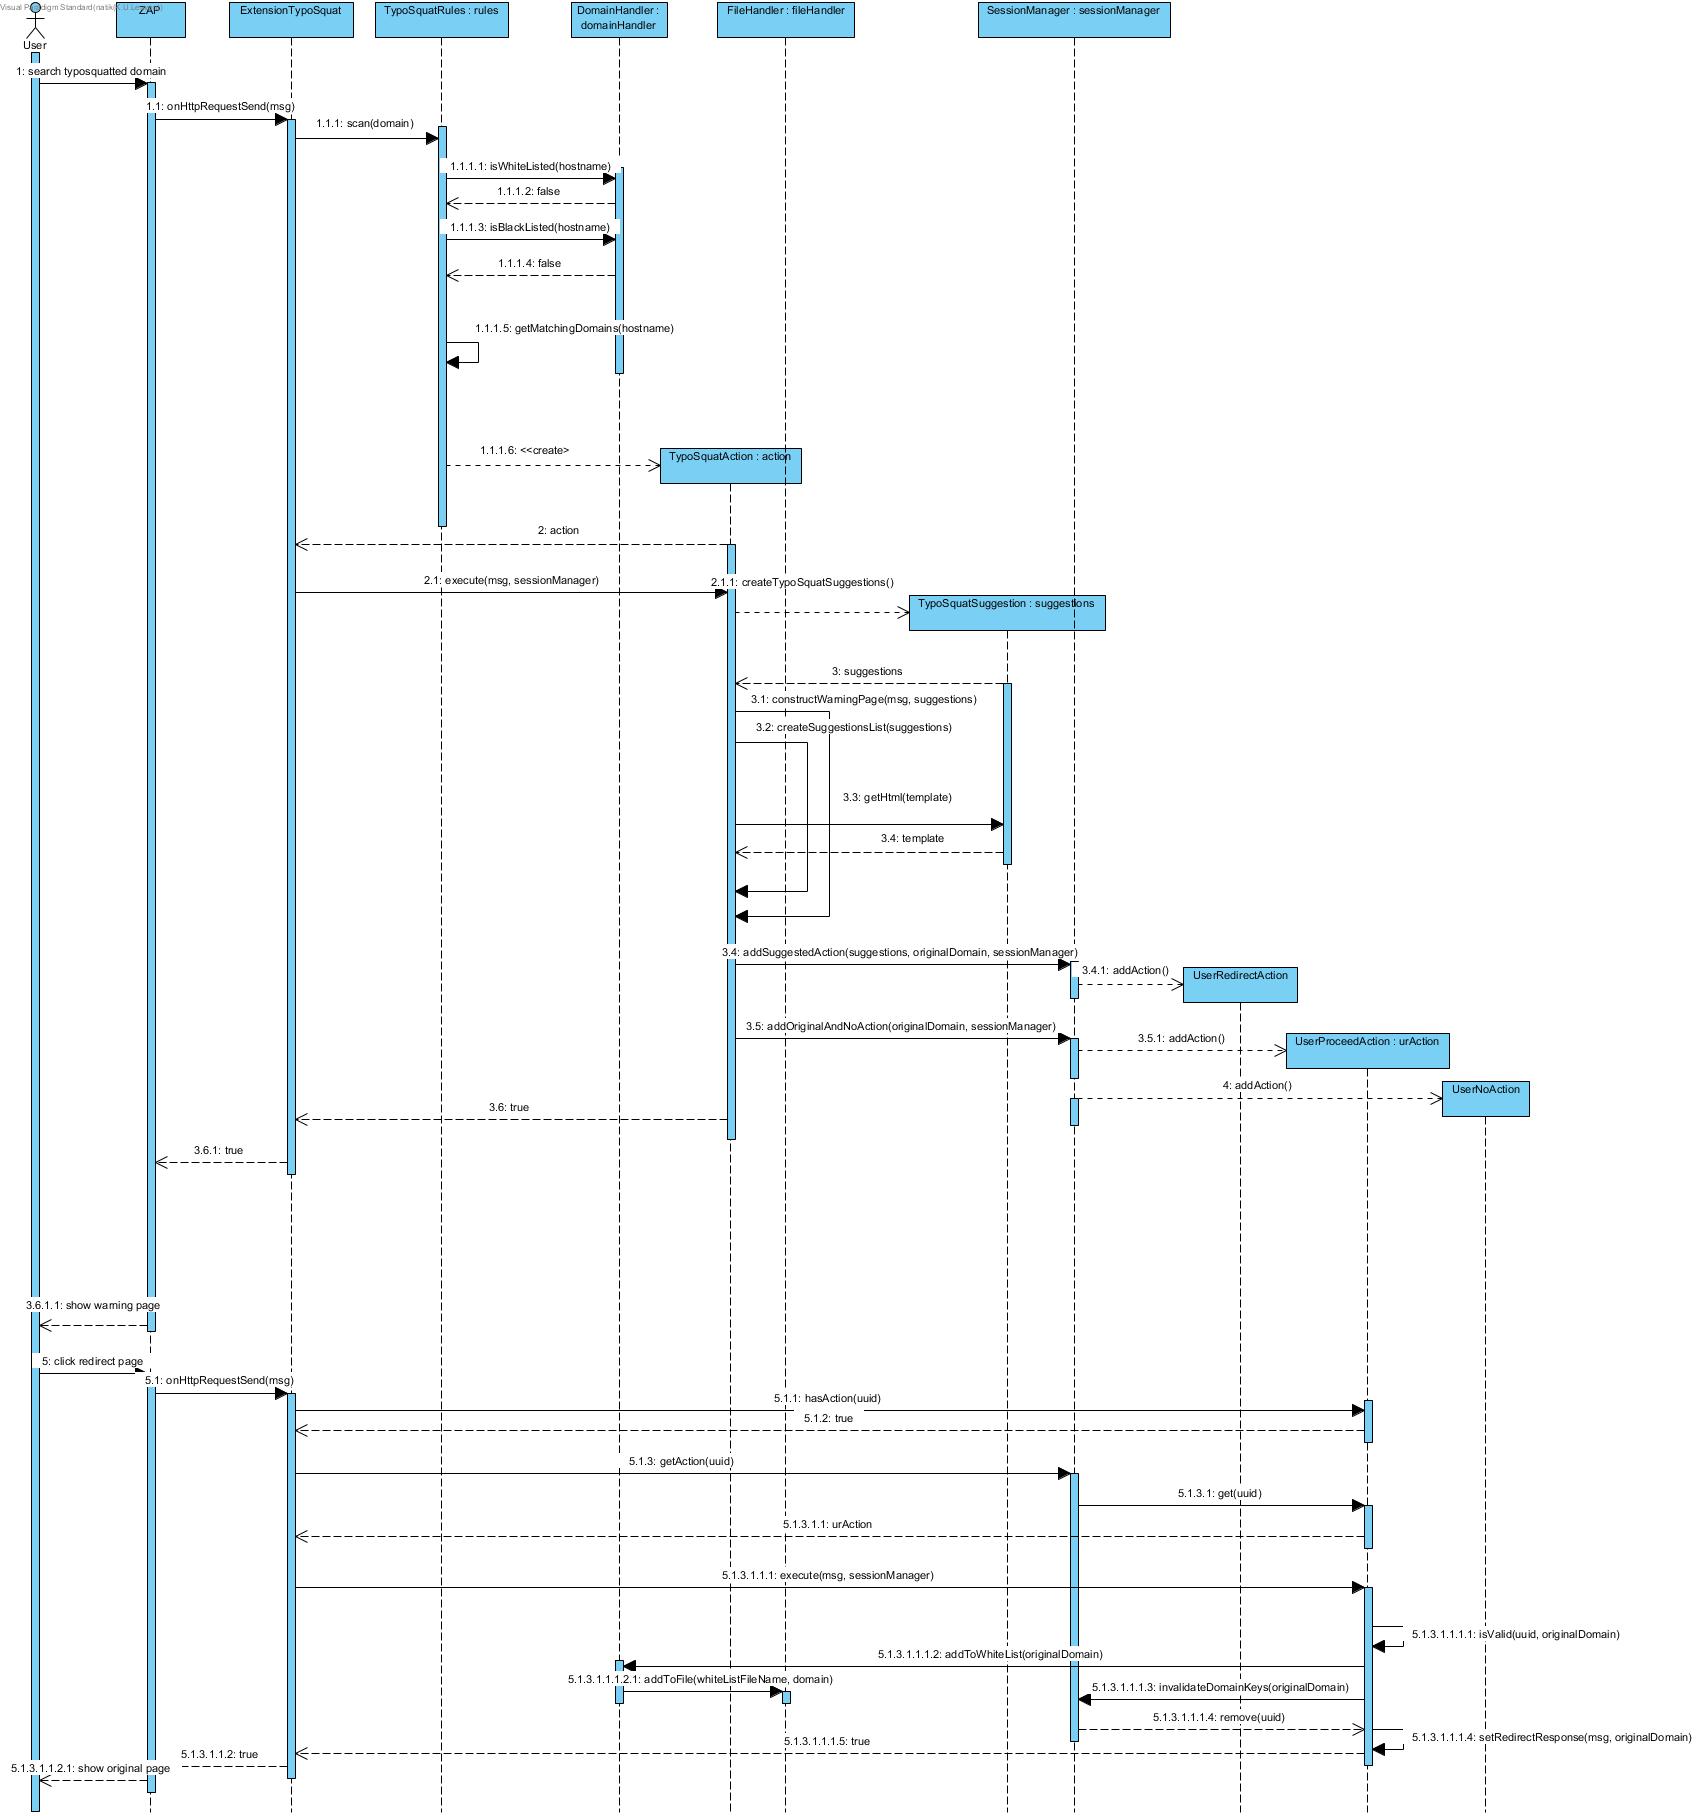 Visual Paradigm Standard(natik(
ZAP
ExtensionTypoSquat
TypoSquatRules : rules
DomainHandler :
domainHandler
FileHandler : fileHandler
SessionManager : sessionManager
User
1: search typosquatted domain
1.1: onHttpRequestSend(msg)
1.1.1: scan(domain)
1.1.1.1: isWhiteListed(hostname)
1.1.1.2: false
1.1.1.3: isBlackListed(hostname)
1.1.1.4: false
1.1.1.5: getMatchingDomains(hostname)
1.1.1.6: <<create>
TypoSquatAction : action
2: action
2.1: execute(msg, sessionManager)
2.1.1: createTypoSquatSuggestions()
TypoSquatSuggestion : suggestions
3: suggestions
3.1: constructWarningPage(msg, suggestions)
3.2: createSuggestionsList(suggestions)
3.3: getHtml(template)
3.4: template
3.4: addSuggestedAction(suggestions, originalDomain, sessionManager)
3.4.1: addAction()
UserRedirectAction
3.5: addOriginalAndNoAction(originalDomain, sessionManager)
3.5.1: addAction()
UserProceedAction : urAction
4: addAction()
UserNoAction
3.6: true
3.6.1: true
3.6.1.1: show warning page
5: click redirect page
5.1: onHttpRequestSend(msg)
5.1.1: hasAction(uuid)
5.1.2: true
5.1.3: getAction(uuid)
5.1.3.1: get(uuid)
5.1.3.1.1: urAction
5.1.3.1.1.1: execute(msg, sessionManager)
5.1.3.1.1.1.1: isValid(uuid, originalDomain)
5.1.3.1.1.1.2: addToWhiteList(originalDomain)
5.1.3.1.1.1.2.1: addToFile(whiteListFileName, domain)
5.1.3.1.1.1.3: invalidateDomainKeys(originalDomain)
5.1.3.1.1.1.4: remove(uuid)
5.1.3.1.1.1.4: setRedirectResponse(msg, originalDomain)
5.1.3.1.1.1.5: true
5.1.3.1.1.2: true
5.1.3.1.1.2.1: show original page